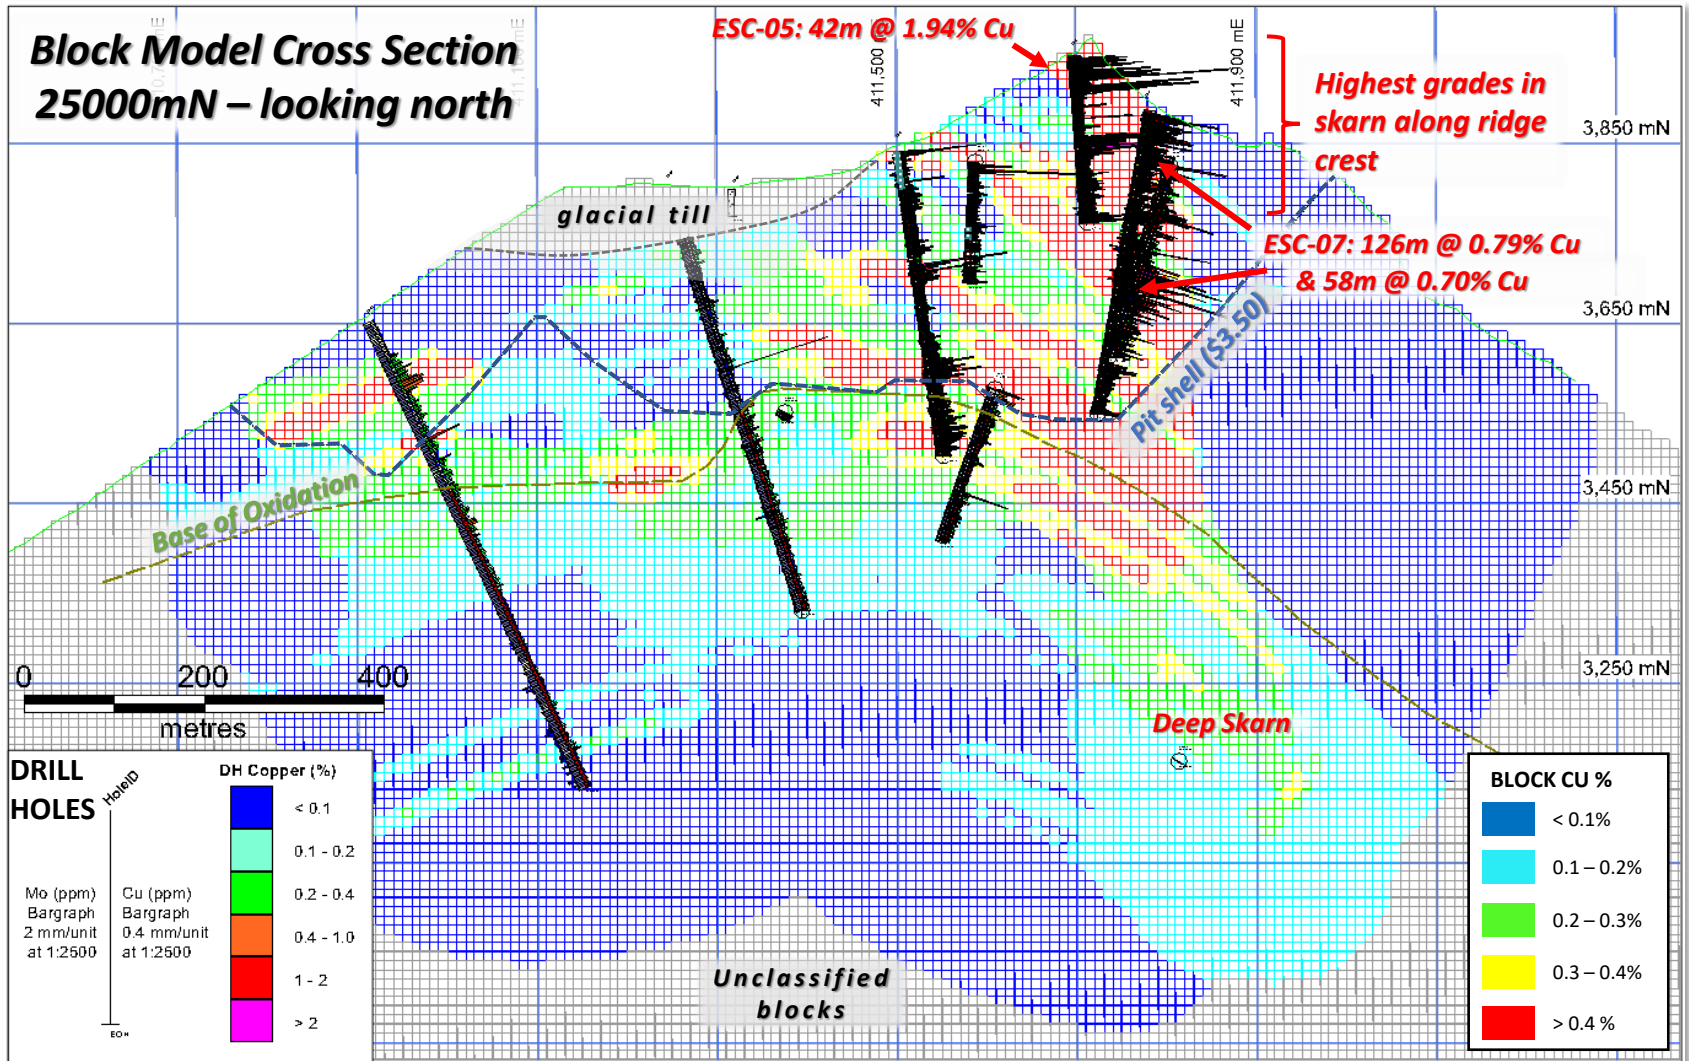 Block Model Cross Section
25000mN – looking north
ESC-05: 42m @ 1.94% Cu
411,500 mE
411,900 mE
Highest grades in
skarn along ridge
crest
3,850 mN
glacial till
ESC-07: 126m @ 0.79% Cu
& 58m @ 0.70% Cu
3,650 mN
Pit shell ($3.50)
Base of Oxidation
3,450 mN
3,250 mN
0 200 400
metres
Deep Skarn
Unclassified
blocks
DRILL
HOLES
HoleID
Mo (ppm)
Bargraph
2 mm/unit
at 1:2500
Cu (ppm)
Bargraph
0.4 mm/unit
at 1:2500
EOH
DH Copper (%)
< 0.1
0.1 - 0.2
0.2 - 0.4
0.4 - 1.0
1 - 2
> 2
BLOCK CU %
< 0.1%
0.1 – 0.2%
0.2 – 0.3%
0.3 – 0.4%
> 0.4 %